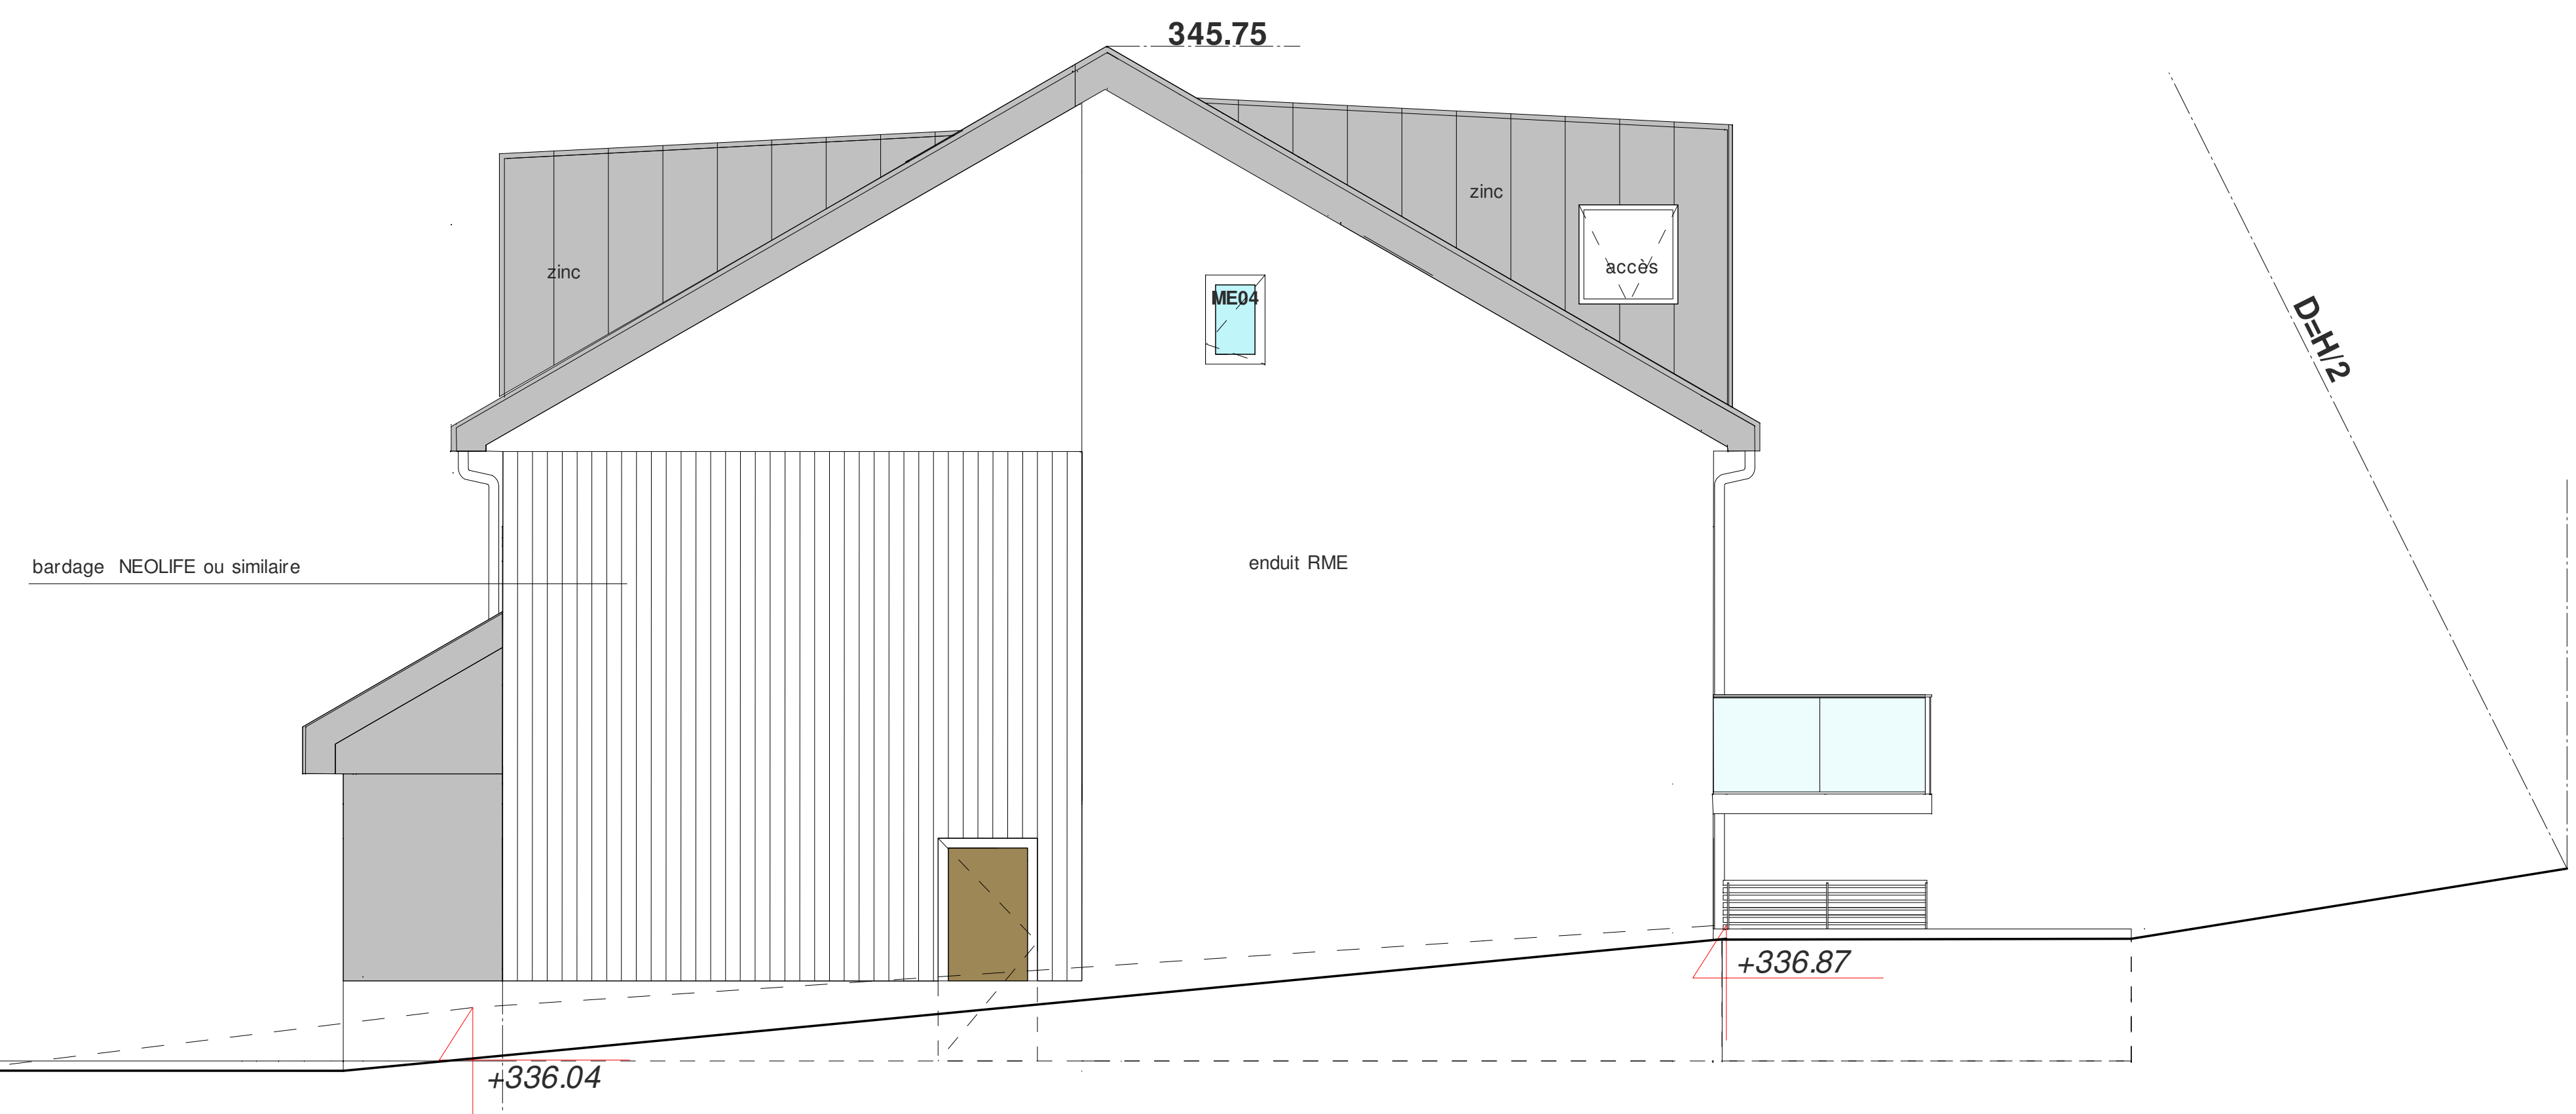 345.75
zinc
zinc
accès
ME04
D=H/2
bardage NEOLIFE ou similaire
enduit RME
+336.87
+336.04